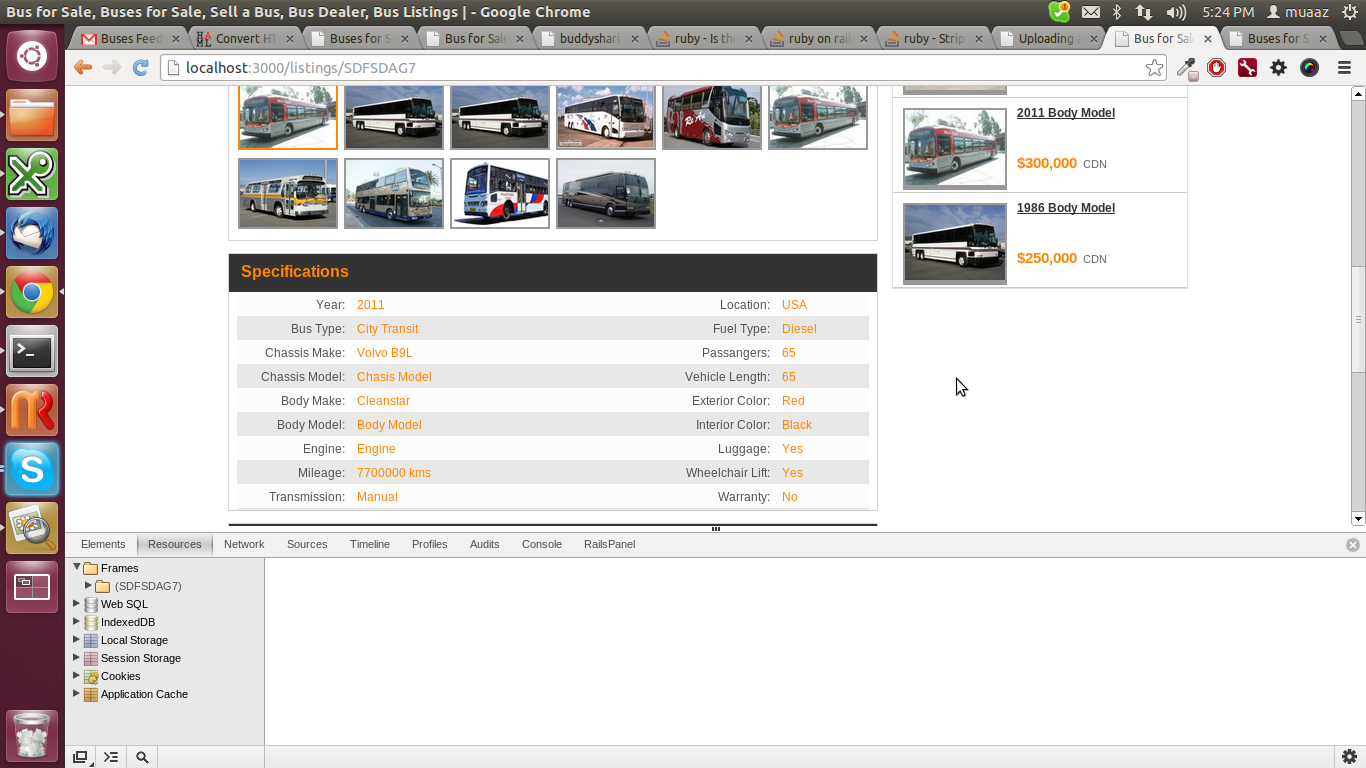 Bus for Sale, Buses for Sale, Sell a Bus, Bus Dealer, Bus Listings | - Google Chrome
5:24 PM muaaz
Buses Feed
Convert HT
Buses for S
Bus for Sale
buddyshark
ruby - Is the
ruby on rail
ruby - Strip
Uploading a
Bus for Sale
Buses for S
localhost:3000/listings/SDFSDAG7
2011 Body Model
$300,000 CDN
1986 Body Model
$250,000 CDN
Specifications
Year: 2011 Location: USA
Bus Type: City Transit Fuel Type: Diesel
Chassis Make: Volvo B9L Passangers: 65
Chassis Model: Chasis Model Vehicle Length: 65
Body Make: Cleanstar Exterior Color: Red
Body Model: Body Model Interior Color: Black
Engine: Engine Luggage: Yes
Mileage: 7700000 kms Wheelchair Lift: Yes
Transmission: Manual Warranty: No
Elements Resources Network Sources Timeline Profiles Audits Console RailsPanel
Frames
(SDFSDAG7)
Web SQL
IndexedDB
Local Storage
Session Storage
Cookies
Application Cache